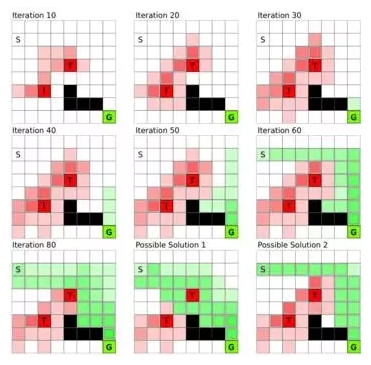 Iteration 10
Iteration 20
Iteration 30
S
S
S
T
T
T
T
T
T
G
Iteration 40
Iteration 50
Iteration 60
S
S
S
T
T
T
T
T
T
G
G
G
Iteration 80
Possible Solution 1
Possible Solution 2
S
S
S
T
T
T
T
T
T
G
G
G